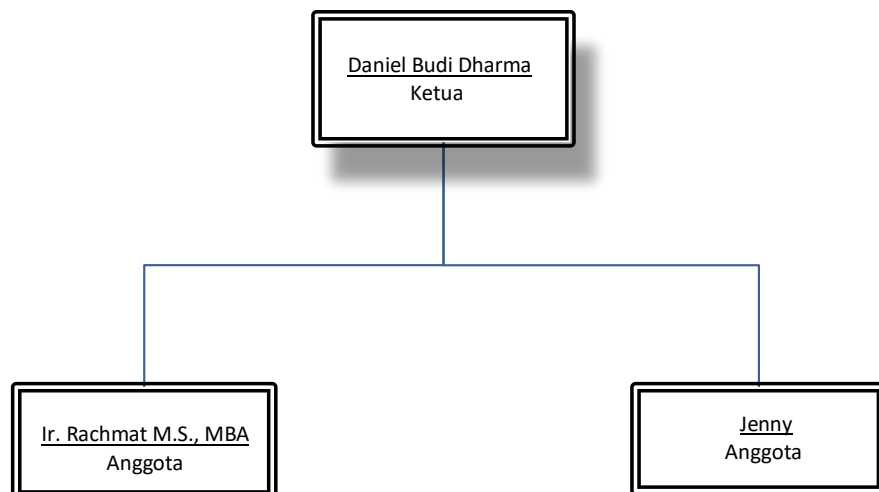 Daniel Budi Dharma
Ketua
Ir. Rachmat M.S., MBA
Anggota
Jenny
Anggota